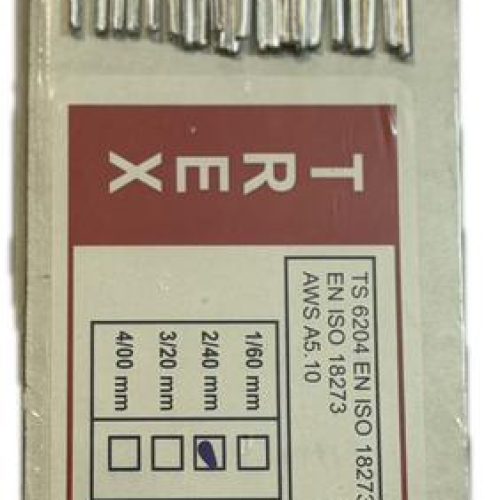 TREX
TS 6204 EN ISO 18273
EN ISO 18273
AWS A5.10
1/60 mm
2/40 mm
3/20 mm
4/00 mm